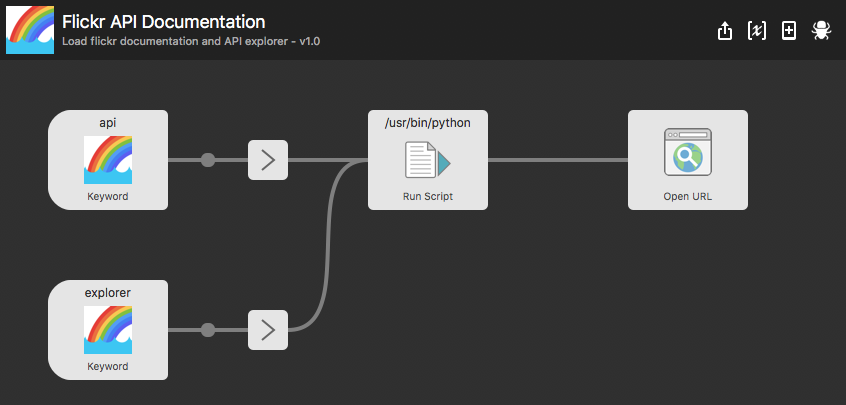 Flickr API Documentation
Load flickr documentation and API explorer - v1.0
api
Keyword
/usr/bin/python
Run Script
Open URL
explorer
Keyword